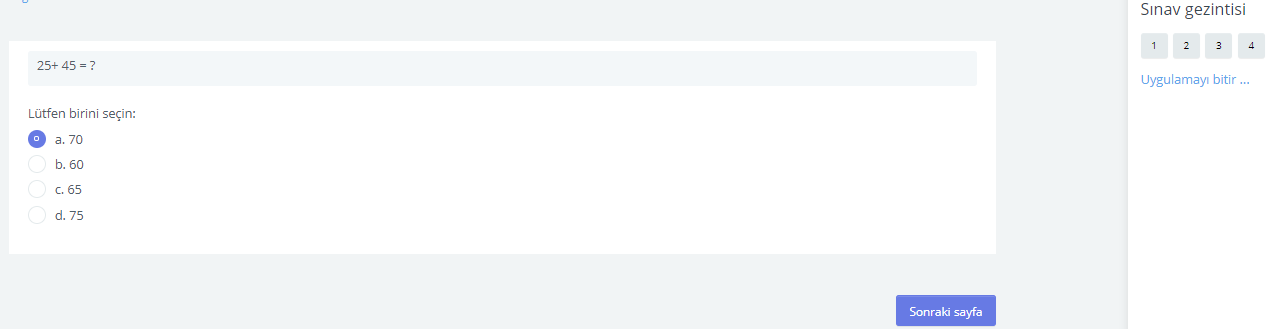 Sınav gezintisi
1 2 3 4
Uygulamayı bitir ...
25+ 45 = ?
Lütfen birini seçin:
a. 70
b. 60
c. 65
d. 75
Sonraki sayfa